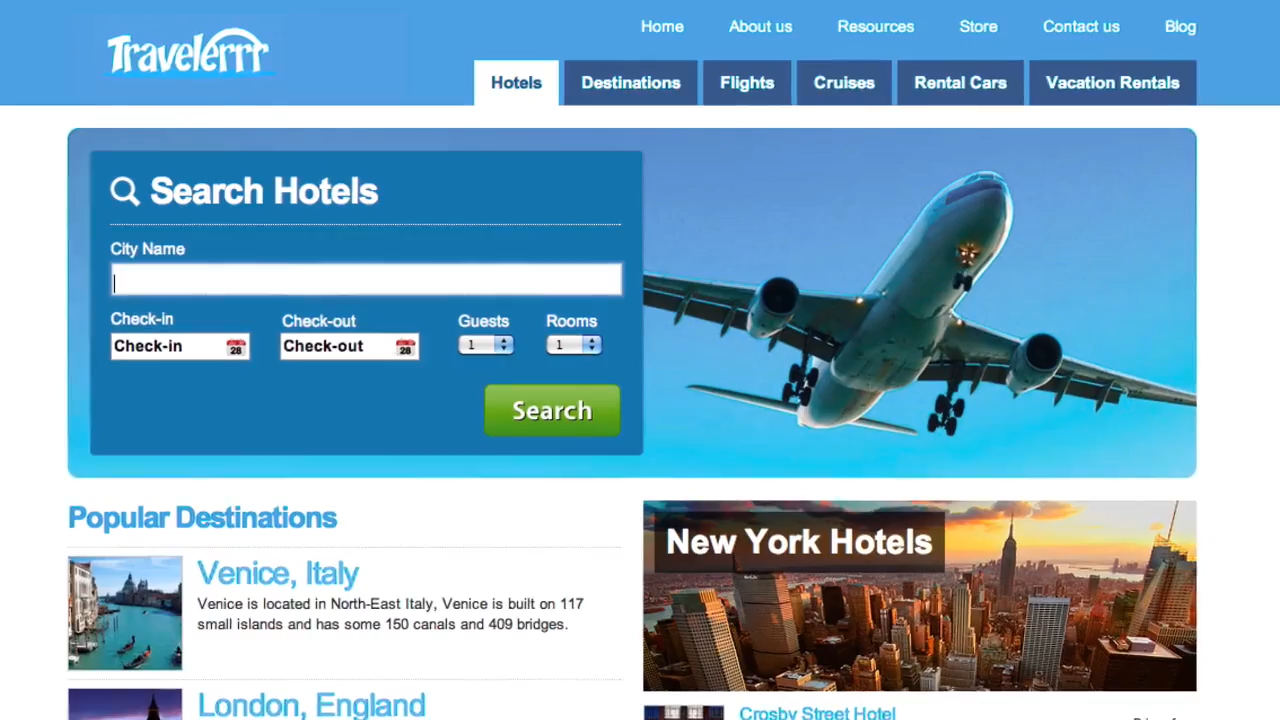 Travelerrr
Home About us Resources Store Contact us Blog
Hotels Destinations Flights Cruises Rental Cars Vacation Rentals
Search Hotels
City Name
Check-in Check-out Guests Rooms
Check-in 28 Check-out 28 1 1
Search
Popular Destinations
Venice, Italy
Venice is located in North-East Italy, Venice is built on 117
small islands and has some 150 canals and 409 bridges.
London, England
New York Hotels
Crosby Street Hotel